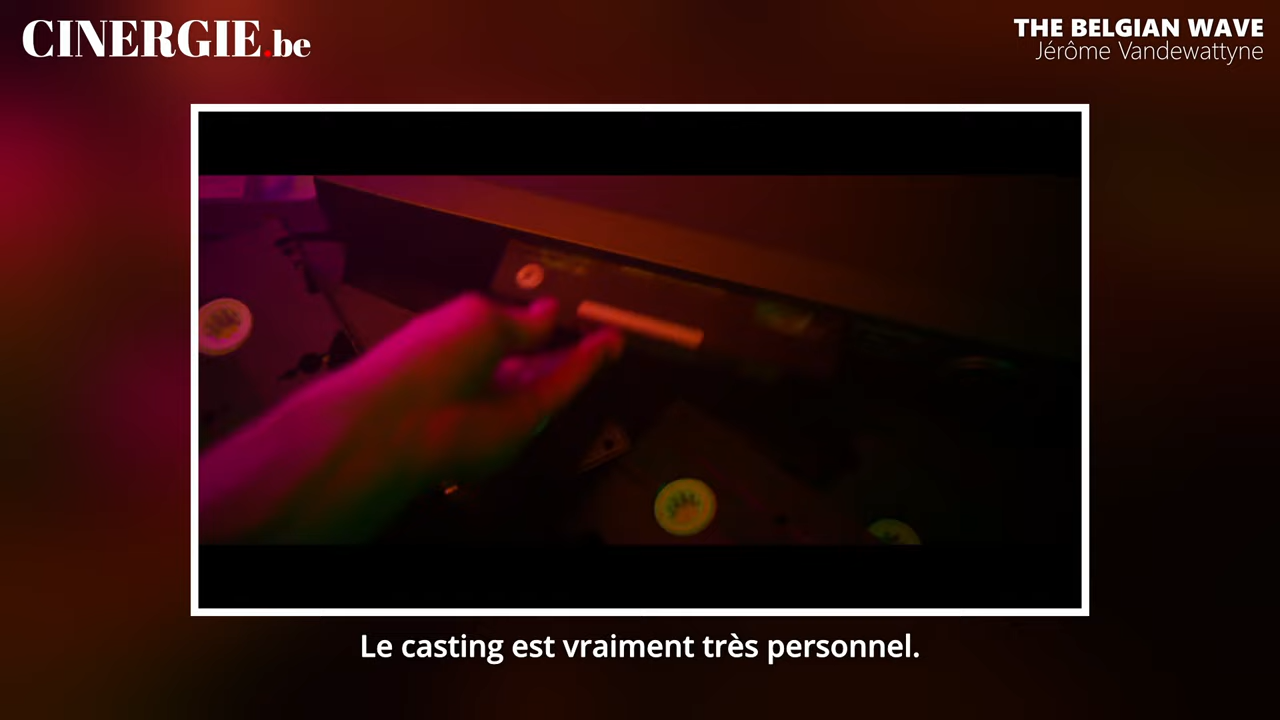 CINERGIE.be
THE BELGIAN WAVE
Jérôme Vandewattyne
Le casting est vraiment très personnel.